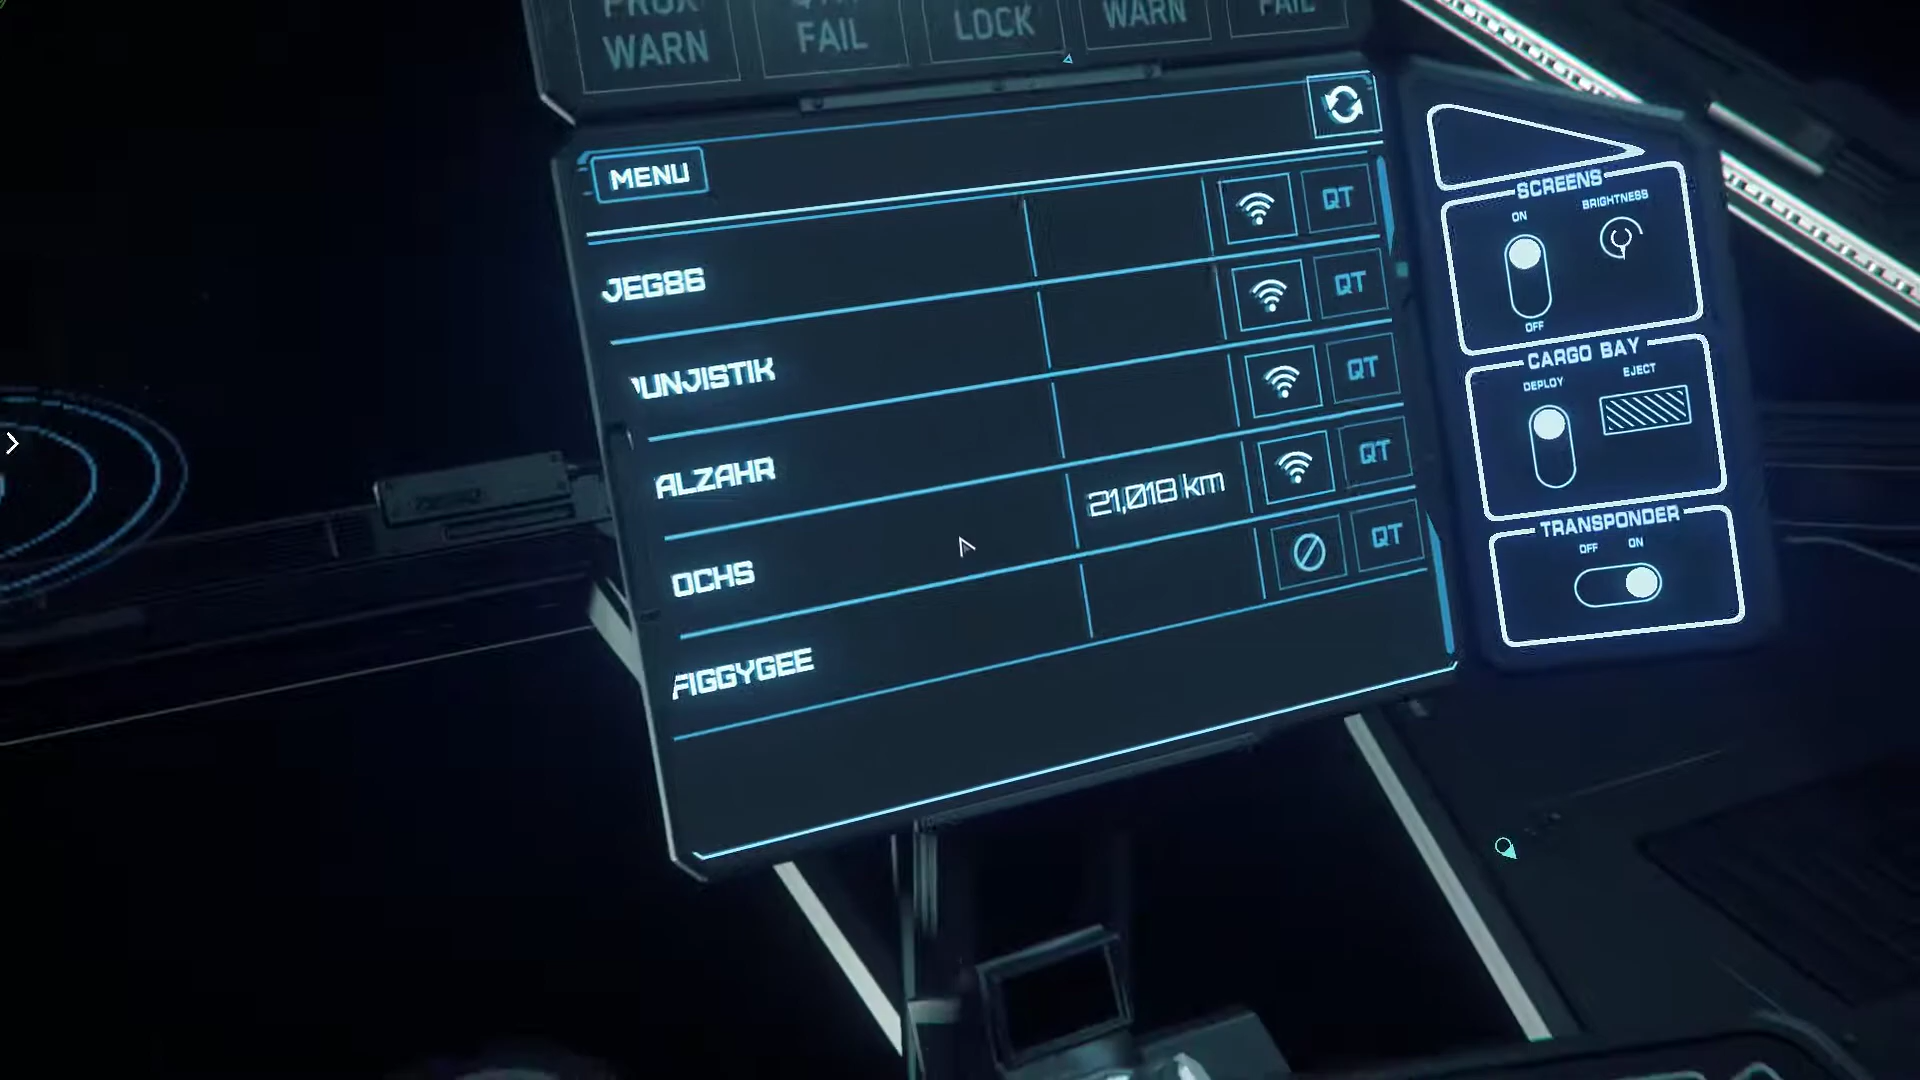 WARN
FAIL
LOCK
WARN
FAIL
MENU
JEG86
QT
UNJISTIK
QT
ALZAHR
QT
OCHS
21,018 km
QT
FIGGYGEE
QT
SCREENS
ON
BRIGHTNESS
OFF
CARGO BAY
DEPLOY
EJECT
TRANSPONDER
OFF
ON